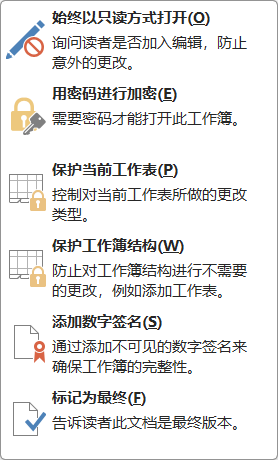 始终以只读方式打开(O)
询问读者是否加入编辑，防止
意外的更改。
用密码进行加密(E)
需要密码才能打开此工作簿。
保护当前工作表(P)
控制对当前工作表所做的更改
类型。
保护工作簿结构(W)
防止对工作簿结构进行不需要
的更改，例如添加工作表。
添加数字签名(S)
通过添加不可见的数字签名来
确保工作簿的完整性。
标记为最终(F)
告诉读者此文档是最终版本。